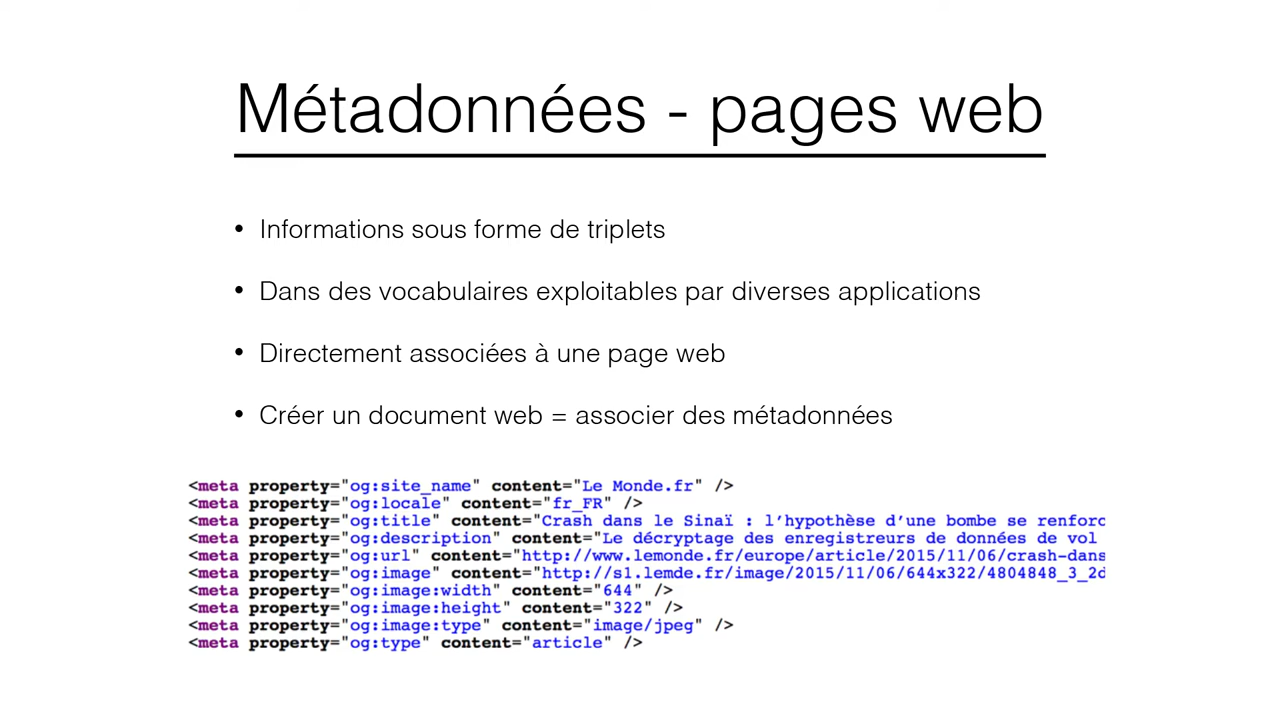 Métadonnées - pages web
• Informations sous forme de triplets
• Dans des vocabulaires exploitables par diverses applications
• Directement associées à une page web
• Créer un document web = associer des métadonnées
<meta property="og:site_name" content="Le Monde.fr" />
<meta property="og:locale" content="fr_FR" />
<meta property="og:title" content="Crash dans le Sinaï : l’hypothèse d’une bombe se renforc
<meta property="og:description" content="Le décryptage des enregistreurs de données de vol
<meta property="og:url" content="http://www.lemonde.fr/europe/article/2015/11/06/crash-dans
<meta property="og:image" content="http://s1.lemde.fr/image/2015/11/06/644x322/4804848_3_2d
<meta property="og:image:width" content="644" />
<meta property="og:image:height" content="322" />
<meta property="og:image:type" content="image/jpeg" />
<meta property="og:type" content="article" />